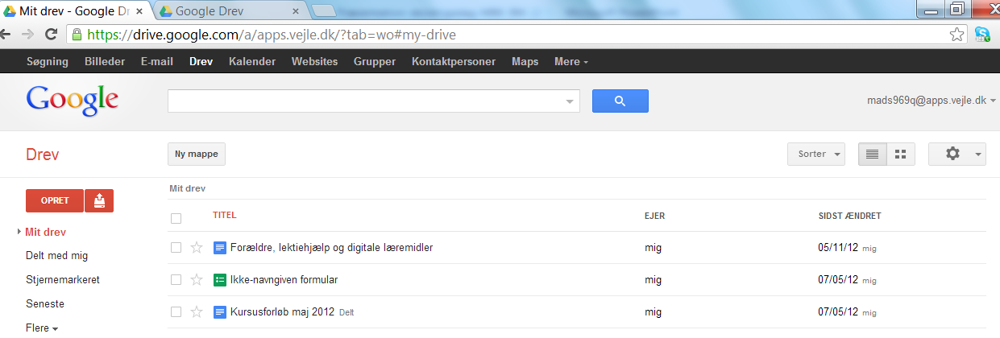 Mit drev - Google Dr
Google Drev
https://drive.google.com/a/apps.vejle.dk/?tab=wo#my-drive
Søgning Billeder E-mail Drev Kalender Websites Grupper Kontaktpersoner Maps Mere
Google
mads969q@apps.vejle.dk
Drev
Ny mappe
Sorter
OPRET
Mit drev
Delt med mig
Stjernemarkeret
Seneste
Flere
Mit drev
TITEL EJER SIDST ÆNDRET
Forældre, lektiehjælp og digitale læremidler mig 05/11/12 mig
Ikke-navngiven formular mig 07/05/12 mig
Kursusforløb maj 2012 Delt mig 07/05/12 mig